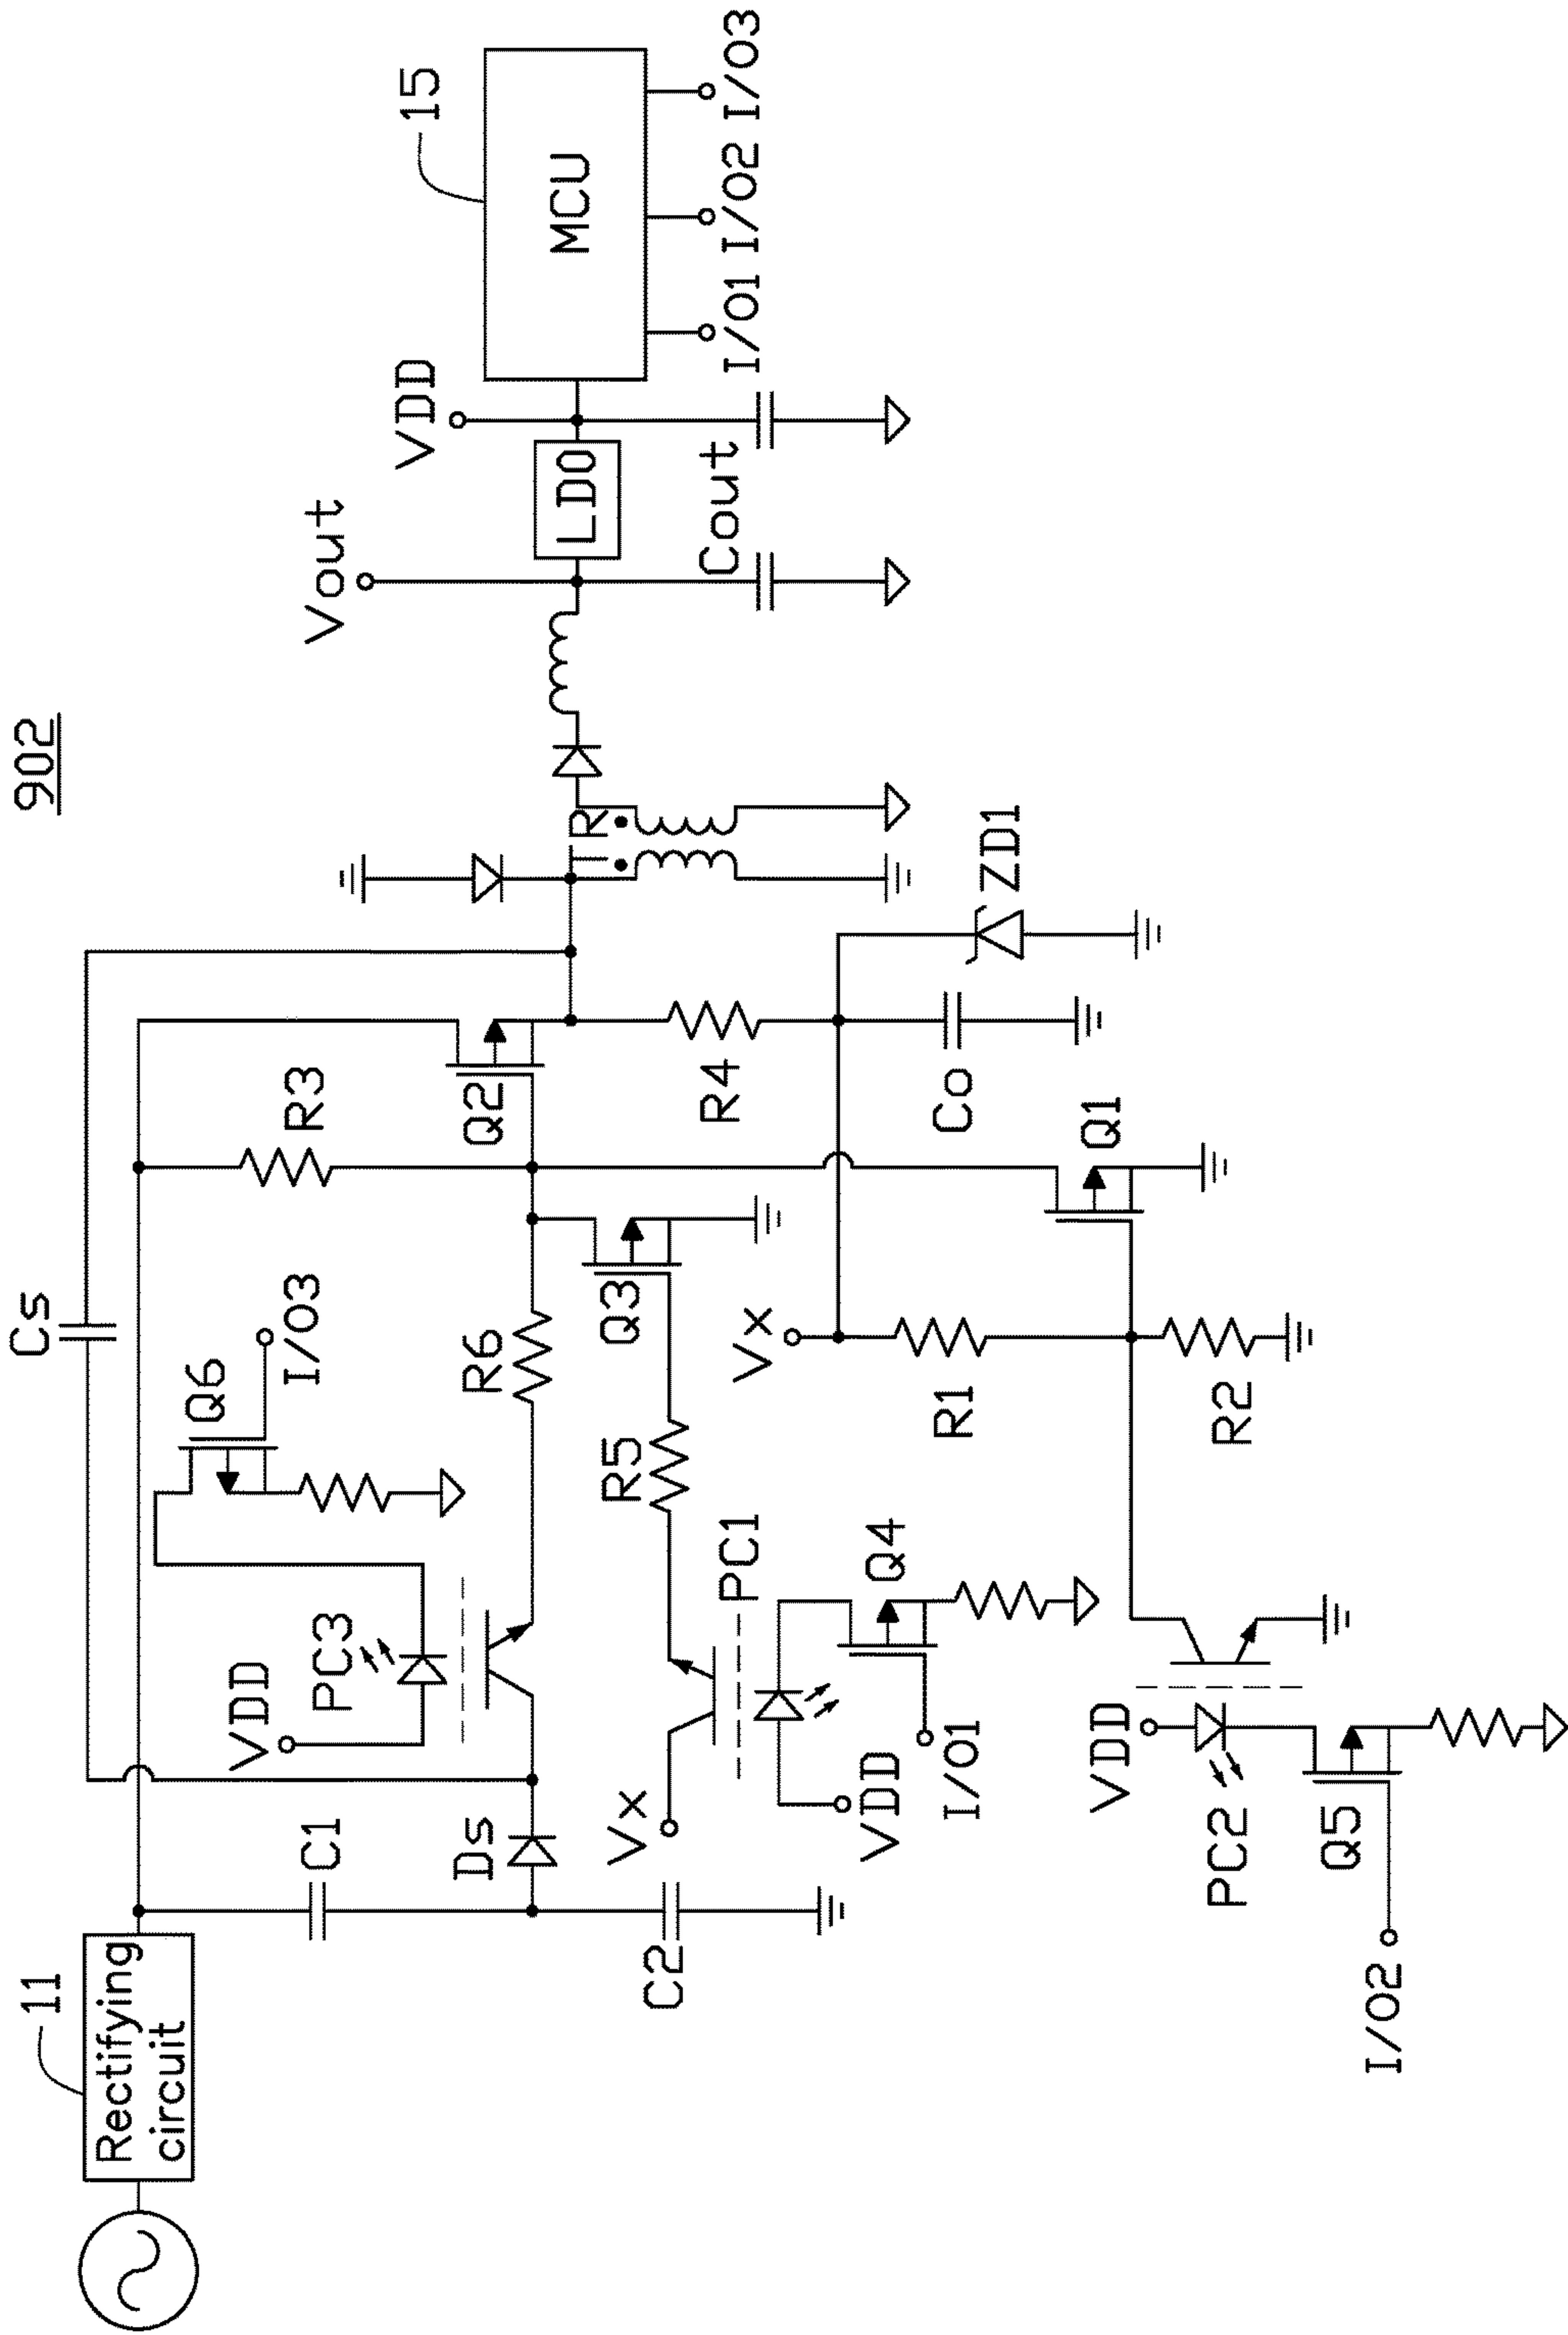 902
11
Rectifying
circuit
C1
C2
Ds
Cs
VDD
PC3
Q6
I/O3
R6
R3
Q2
Q3
R5
Vx
PC1
VDD
Q4
I/O1
Vx
R1
R2
R4
Co
ZD1
Q1
VDD
PC2
Q5
I/O2
TR
Vout
Cout
LDO
VDD
15
MCU
I/O1
I/O2
I/O3